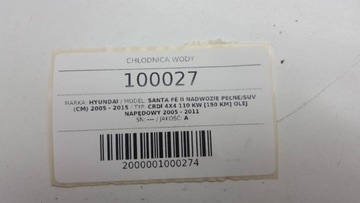 CHŁODNICA WODY
100027
MARKA: HYUNDAI / MODEL: SANTA FE II NADWOZIE PEŁNE/SUV
(CM) 2005 - 2015 / TYP: CRDI 4X4 110 KW [150 KM] OLEJ
NAPĘDOWY 2005 - 2011
SN: --- / JAKOŚĆ: A
2000001000274